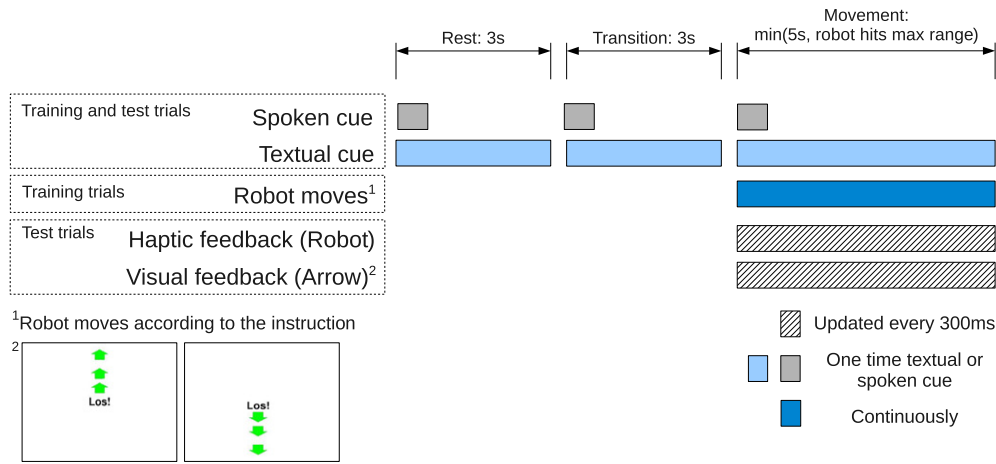 Movement:
Rest: 3s
Transition: 3s
min(5s, robot hits max range)
Training and test trials
Spoken cue
Textual cue
Training trials
Robot moves1
Test trials
Haptic feedback (Robot)
Visual feedback (Arrow)2
1Robot moves according to the instruction
2
Los!
Los!
Updated every 300ms
One time textual or
spoken cue
Continuously